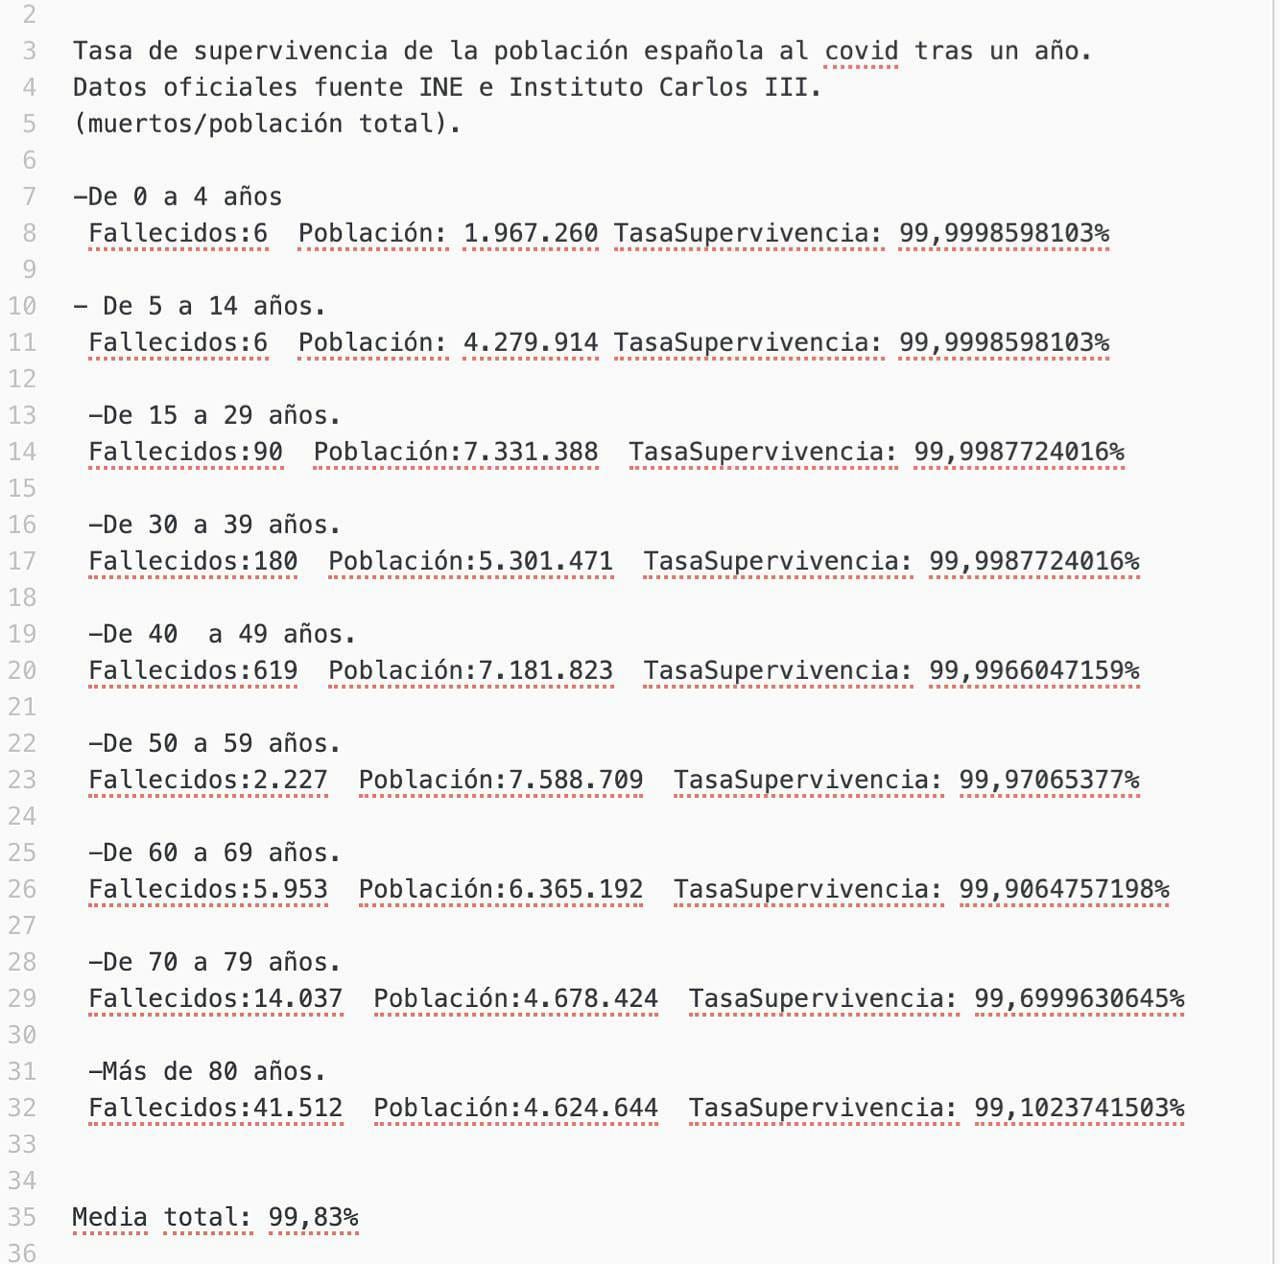 2
3 Tasa de supervivencia de la población española al covid tras un año.
4 Datos oficiales fuente INE e Instituto Carlos III.
5 (muertos/población total).
6
7 —De 0 a 4 años
8 Fallecidos:6  Población: 1.967.260 TasaSupervivencia: 99,9998598103%
9
10 — De 5 a 14 años.
11 Fallecidos:6  Población: 4.279.914 TasaSupervivencia: 99,9998598103%
12
13 —De 15 a 29 años.
14 Fallecidos:90  Población:7.331.388  TasaSupervivencia: 99,9987724016%
15
16 —De 30 a 39 años.
17 Fallecidos:180  Población:5.301.471  TasaSupervivencia: 99,9987724016%
18
19 —De 40  a 49 años.
20 Fallecidos:619  Población:7.181.823  TasaSupervivencia: 99,9966047159%
21
22 —De 50 a 59 años.
23 Fallecidos:2.227  Población:7.588.709  TasaSupervivencia: 99,97065377%
24
25 —De 60 a 69 años.
26 Fallecidos:5.953  Población:6.365.192  TasaSupervivencia: 99,9064757198%
27
28 —De 70 a 79 años.
29 Fallecidos:14.037  Población:4.678.424  TasaSupervivencia: 99,6999630645%
30
31 —Más de 80 años.
32 Fallecidos:41.512  Población:4.624.644  TasaSupervivencia: 99,1023741503%
33
34
35 Media total: 99,83%
36